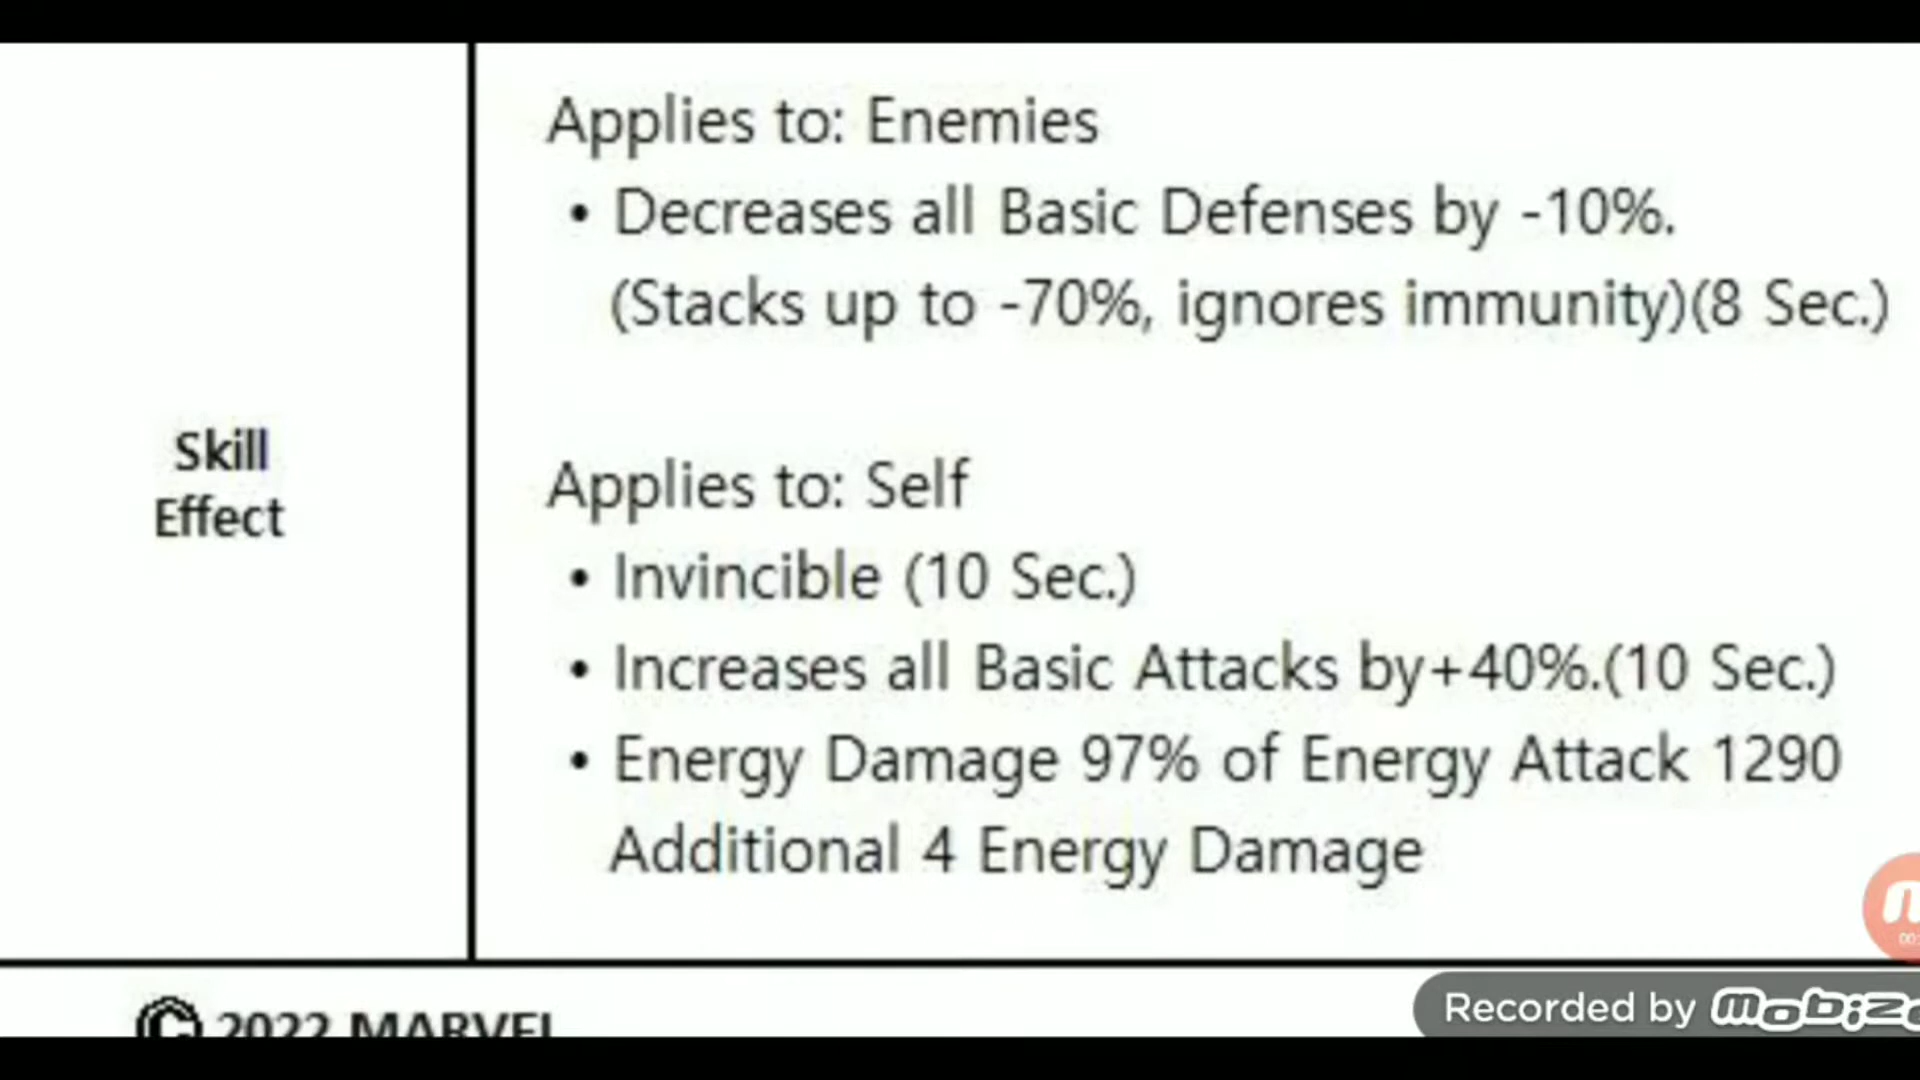 Applies to: Enemies
• Decreases all Basic Defenses by -10%.
(Stacks up to -70%, ignores immunity)(8 Sec.)
Skill
Effect
Applies to: Self
• Invincible (10 Sec.)
• Increases all Basic Attacks by+40%.(10 Sec.)
• Energy Damage 97% of Energy Attack 1290
Additional 4 Energy Damage
© 2022 MARVEL
Recorded by